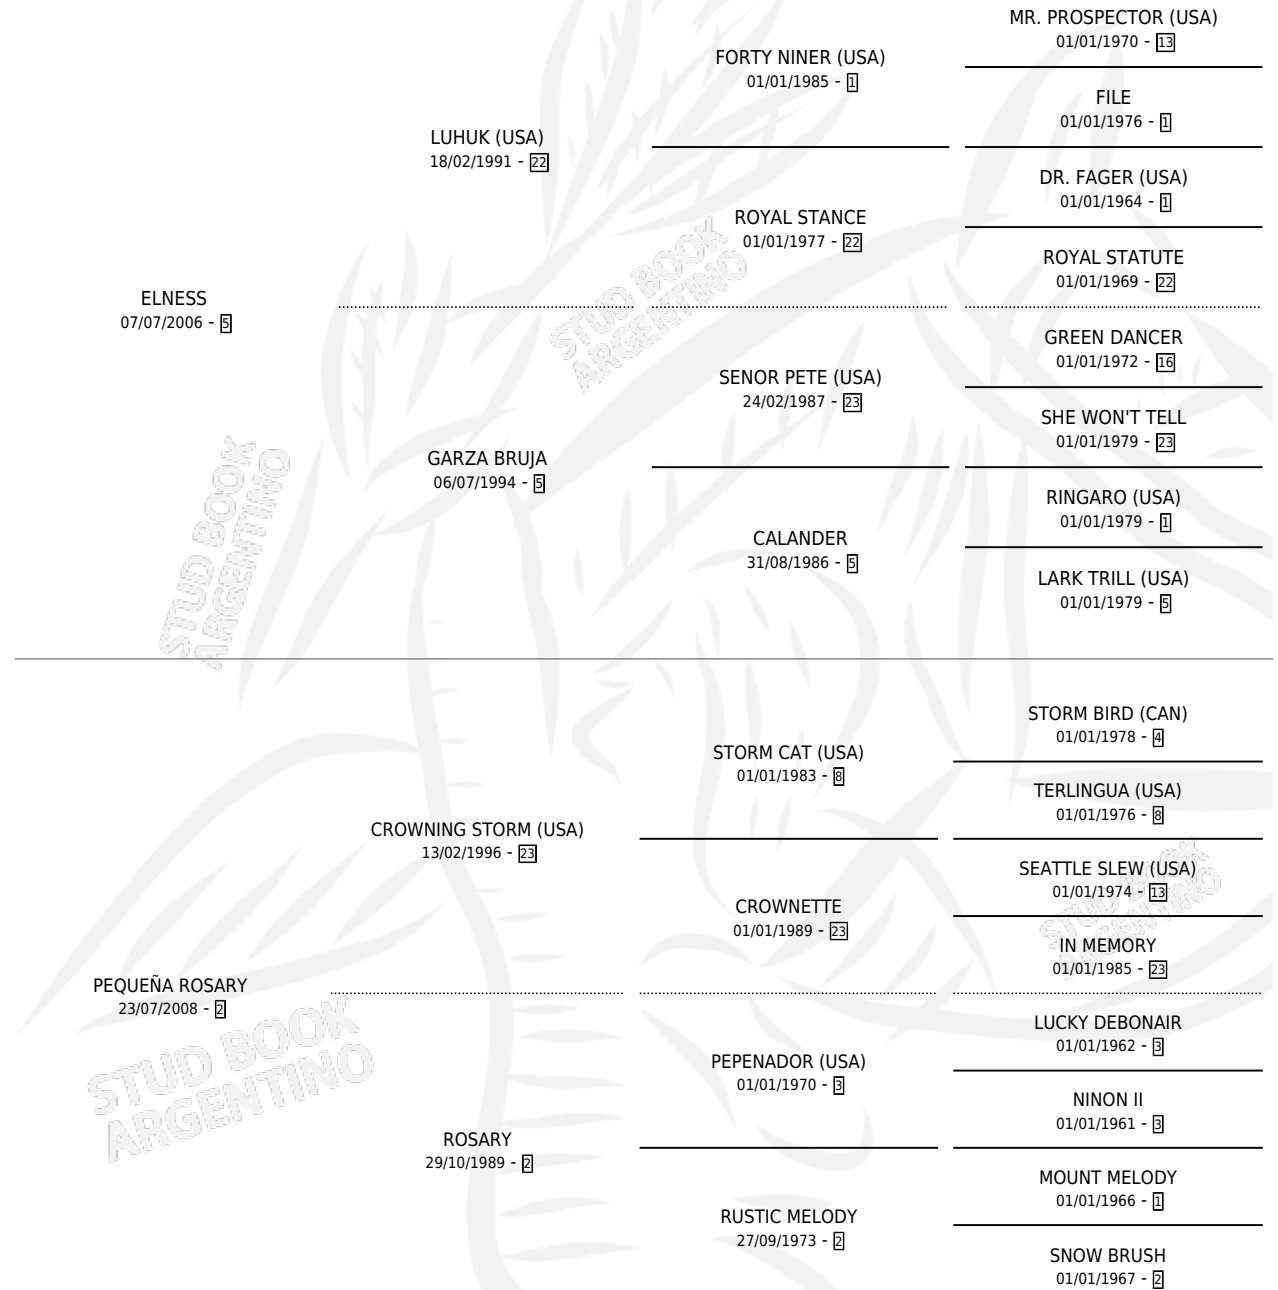 MR. PROSPECTOR (USA)
01/01/1970 - 13
FORTY NINER (USA)
01/01/1985 - 1
FILE
01/01/1976 - 1
LUHUK (USA)
18/02/1991 - 22
DR. FAGER (USA)
01/01/1964 - 1
ROYAL STANCE
01/01/1977 - 22
ROYAL STATUTE
01/01/1969 - 22
ELNESS
07/07/2006 - 5
GREEN DANCER
01/01/1972 - 16
SENOR PETE (USA)
24/02/1987 - 23
SHE WON'T TELL
01/01/1979 - 23
GARZA BRUJA
06/07/1994 - 5
RINGARO (USA)
01/01/1979 - 1
CALANDER
31/08/1986 - 5
LARK TRILL (USA)
01/01/1979 - 5
STORM BIRD (CAN)
01/01/1978 - 4
STORM CAT (USA)
01/01/1983 - 8
TERLINGUA (USA)
01/01/1976 - 8
CROWNING STORM (USA)
13/02/1996 - 23
SEATTLE SLEW (USA)
01/01/1974 - 13
CROWNETTE
01/01/1989 - 23
IN MEMORY
01/01/1985 - 23
PEQUEÑA ROSARY
23/07/2008 - 2
LUCKY DEBONAIR
01/01/1962 - 3
PEPENADOR (USA)
01/01/1970 - 3
NINON II
01/01/1961 - 3
ROSARY
29/10/1989 - 2
MOUNT MELODY
01/01/1966 - 1
RUSTIC MELODY
27/09/1973 - 2
SNOW BRUSH
01/01/1967 - 2
STUD BOOK
ARGENTINO
STUD BOOK
ARGENTINO
STUD BOOK
ARGENTINO
STUD BOOK
ARGENTINO